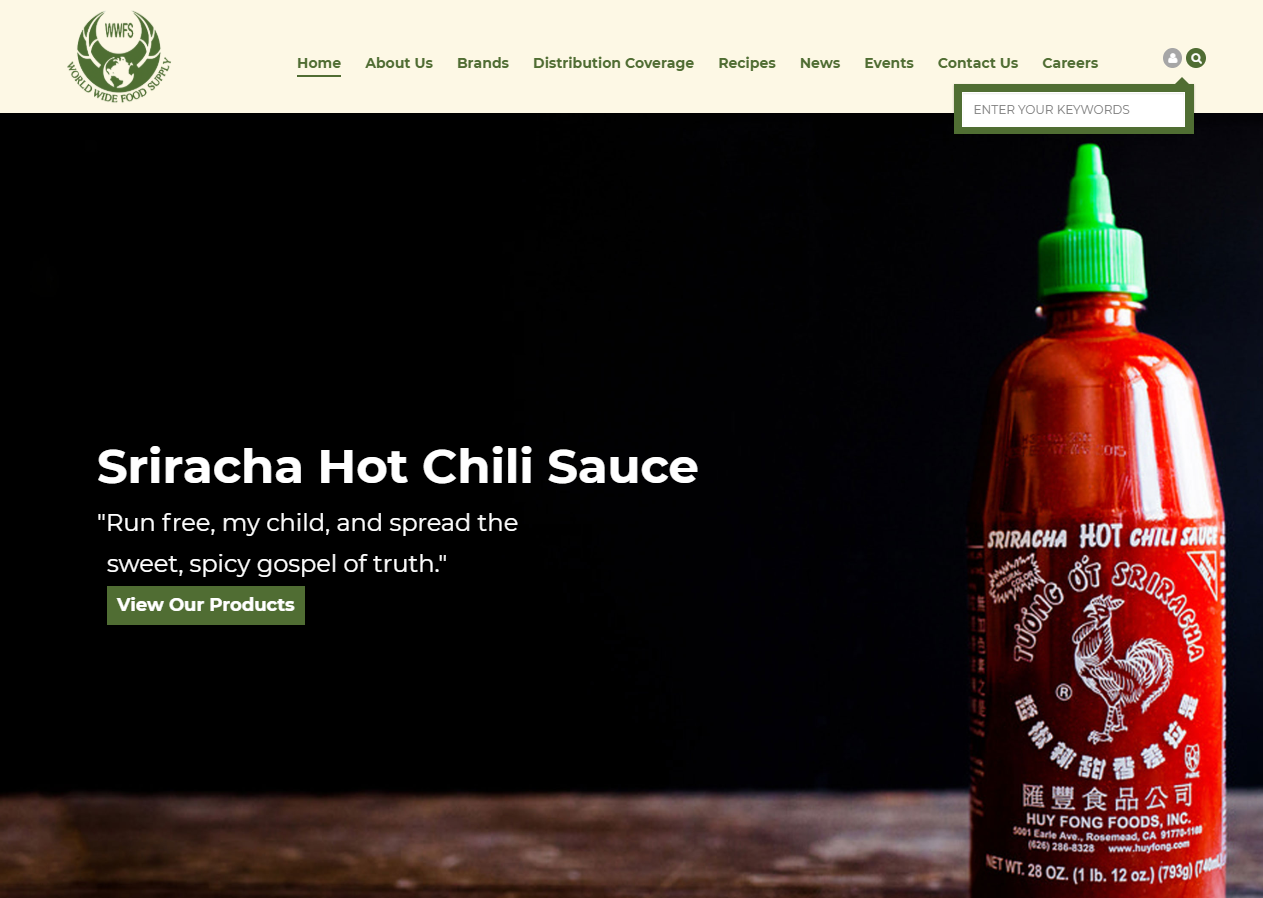 WWFS
WORLD WIDE FOOD SUPPLY
Home About Us Brands Distribution Coverage Recipes News Events Contact Us Careers
ENTER YOUR KEYWORDS
Sriracha Hot Chili Sauce
"Run free, my child, and spread the
sweet, spicy gospel of truth."
View Our Products
SRIRACHA HOT CHILI SAUCE
NATURAL COLOR
TƯƠNG ỚT SRIRACHA
®
匯豐食品公司
HUY FONG FOODS, INC.
5001 Earle Ave., Rosemead, CA 91770-1100
(626) 286-8328 www.huyfong.com
NET WT. 28 OZ. (1 lb. 12 oz.) (793g)